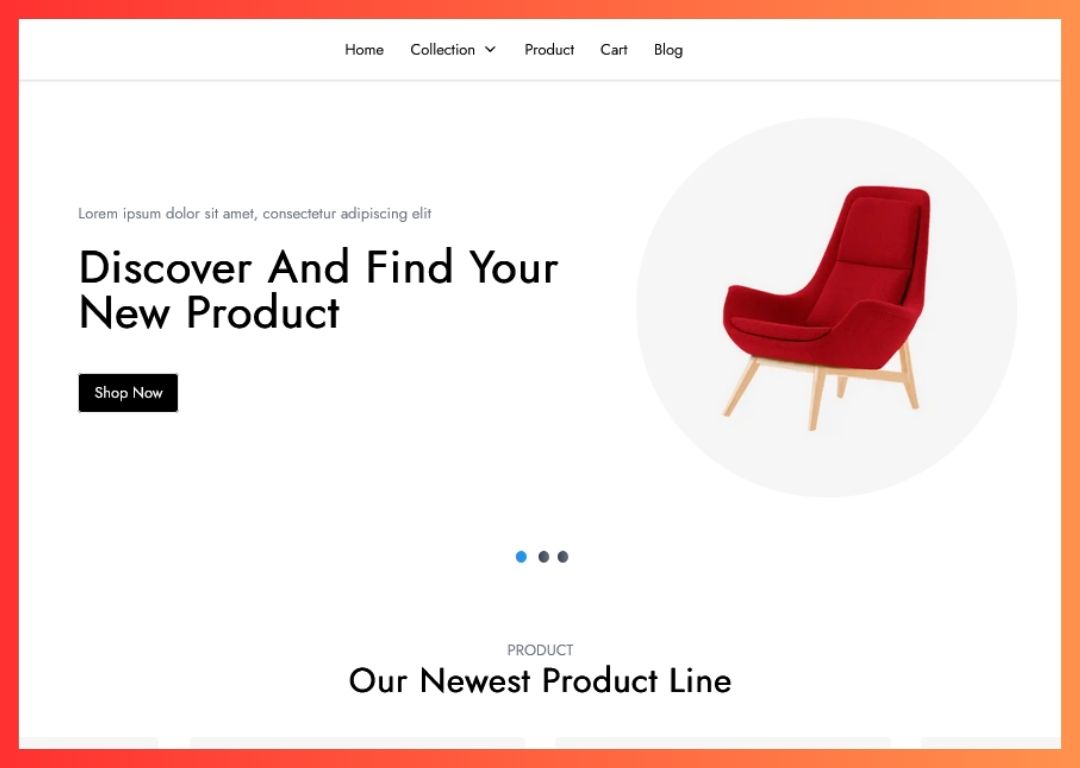 Home Collection Product Cart Blog
Lorem ipsum dolor sit amet, consectetur adipiscing elit
Discover And Find Your
New Product
Shop Now
PRODUCT
Our Newest Product Line